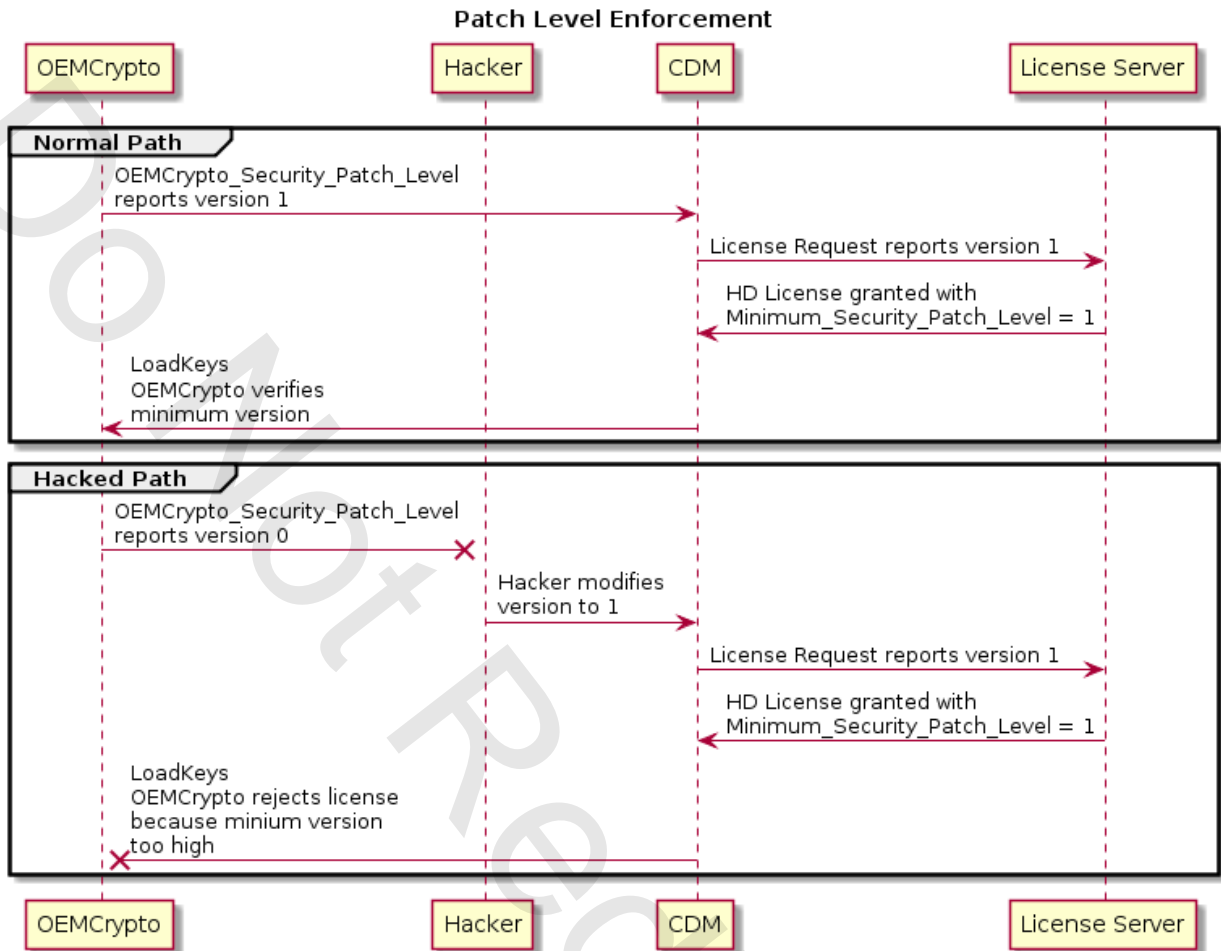 Patch Level Enforcement
OEMCrypto
Hacker
CDM
License Server
Normal Path
OEMCrypto_Security_Patch_Level
reports version 1
License Request reports version 1
HD License granted with
Minimum_Security_Patch_Level = 1
LoadKeys
OEMCrypto verifies
minimum version
Hacked Path
OEMCrypto_Security_Patch_Level
reports version 0
Hacker modifies
version to 1
License Request reports version 1
HD License granted with
Minimum_Security_Patch_Level = 1
LoadKeys
OEMCrypto rejects license
because minium version
too high
OEMCrypto
Hacker
CDM
License Server
Do Not Red